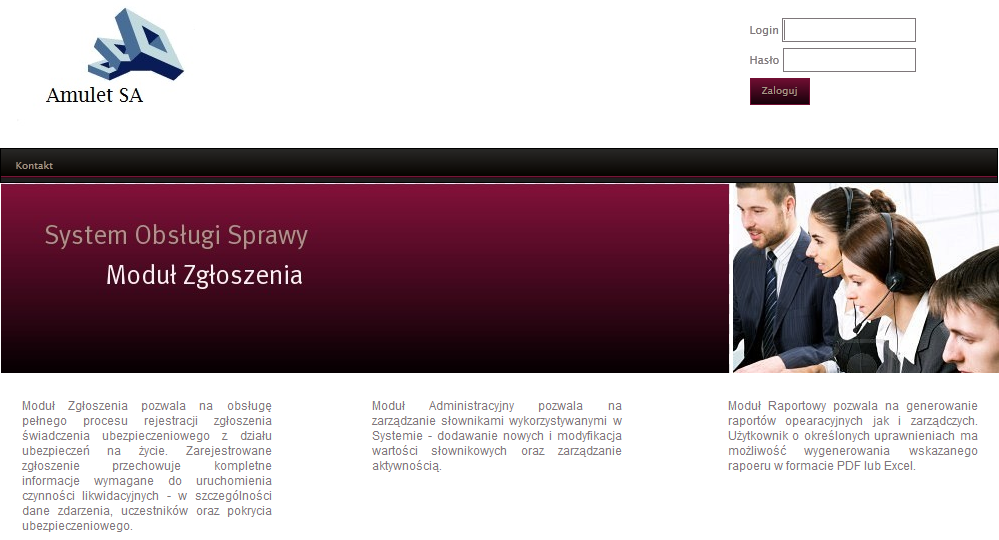 Amulet SA
Login
Hasło
Zaloguj
Kontakt
System Obsługi Sprawy
Moduł Zgłoszenia
Moduł Zgłoszenia pozwala na obsługę
pełnego procesu rejestracji zgłoszenia
świadczenia ubezpieczeniowego z działu
ubezpieczeń na życie. Zarejestrowane
zgłoszenie przechowuje kompletne
informacje wymagane do uruchomienia
czynności likwidacyjnych - w szczególności
dane zdarzenia, uczestników oraz pokrycia
ubezpieczeniowego.
Moduł Administracyjny pozwala na
zarządzanie słownikami wykorzystywanymi w
Systemie - dodawanie nowych i modyfikacja
wartości słownikowych oraz zarządzanie
aktywnością.
Moduł Raportowy pozwala na generowanie
raportów opearacyjnych jak i zarządczych.
Użytkownik o określonych uprawnieniach ma
możliwość wygenerowania wskazanego
rapoeru w formacie PDF lub Excel.